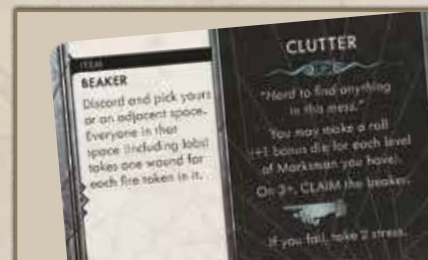 ITEM
BEAKER
Discard and pick yours
or an adjacent space.
Everyone in that
space (including lobs)
takes one wound for
each fire token in it.
CLUTTER
"Hard to find anything
in this mess."
You may make a roll
(+1 bonus die for each level
of Marksman you have).
On 3+, CLAIM the beaker.
If you fail, take 2 stress.